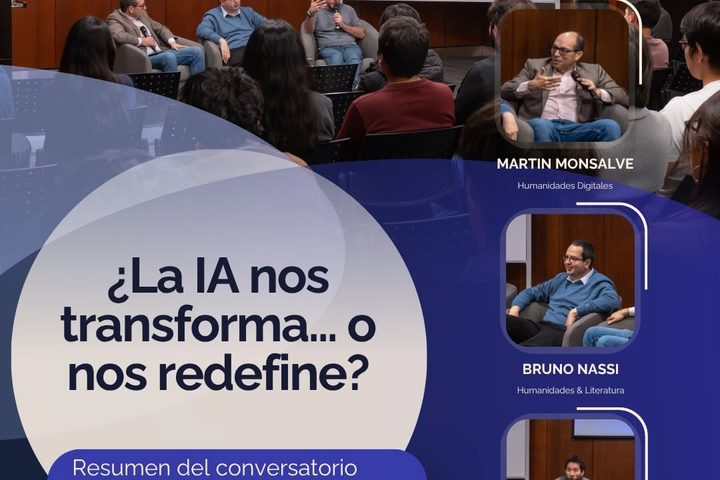 ¿La IA nos
transforma... o
nos redefine?
Resumen del conversatorio
MARTIN MONSALVE
Humanidades Digitales
BRUNO NASSI
Humanidades & Literatura